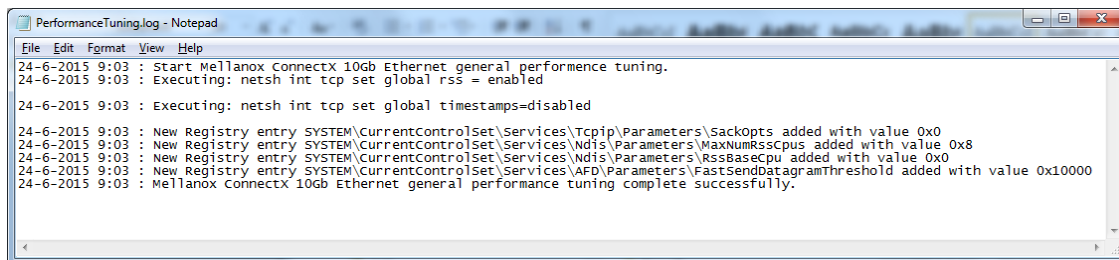 PerformanceTuning.log - Notepad
File Edit Format View Help
24-6-2015 9:03 : Start Mellanox ConnectX 10Gb Ethernet general performence tuning.
24-6-2015 9:03 : Executing: netsh int tcp set global rss = enabled
24-6-2015 9:03 : Executing: netsh int tcp set global timestamps=disabled
24-6-2015 9:03 : New Registry entry SYSTEM\CurrentControlSet\Services\Tcpip\Parameters\SackOpts added with value 0x0
24-6-2015 9:03 : New Registry entry SYSTEM\CurrentControlSet\Services\Ndis\Parameters\MaxNumRssCpus added with value 0x8
24-6-2015 9:03 : New Registry entry SYSTEM\CurrentControlSet\Services\Ndis\Parameters\RssBaseCpu added with value 0x0
24-6-2015 9:03 : New Registry entry SYSTEM\CurrentControlSet\Services\AFD\Parameters\FastSendDatagramThreshold added with value 0x10000
24-6-2015 9:03 : Mellanox ConnectX 10Gb Ethernet general performance tuning complete successfully.